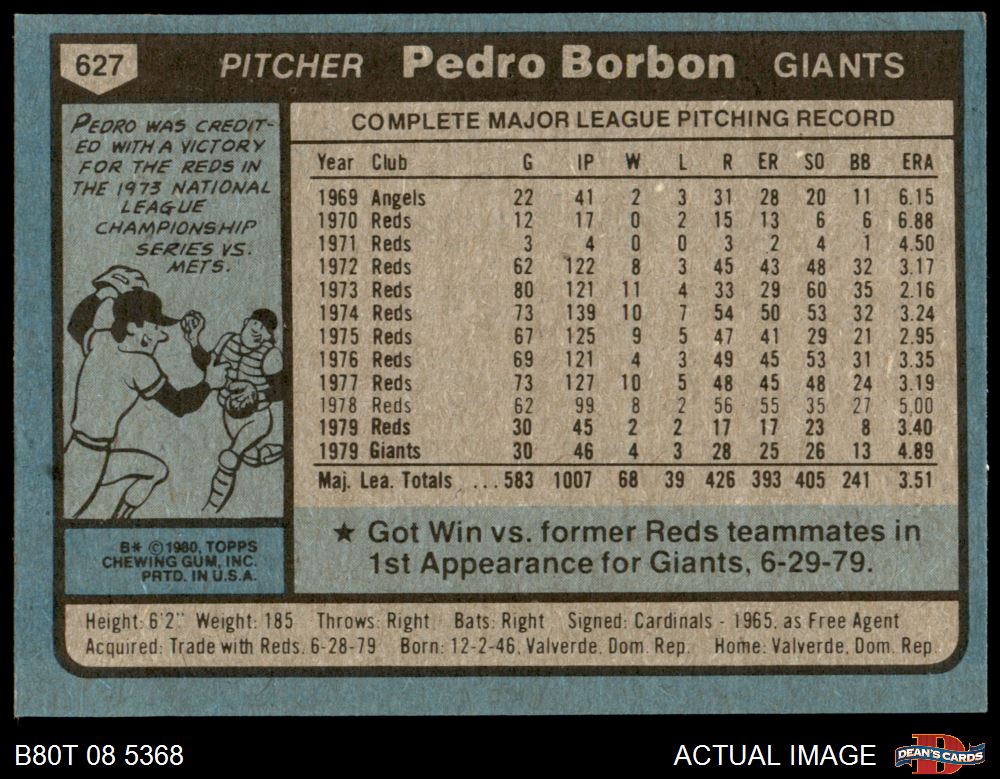 627 PITCHER Pedro Borbon GIANTS
PEDRO WAS CREDIT-
ED WITH A VICTORY
FOR THE REDS IN
THE 1973 NATIONAL
LEAGUE
CHAMPIONSHIP
SERIES VS.
METS.
COMPLETE MAJOR LEAGUE PITCHING RECORD
Year Club G IP W L R ER SO BB ERA
1969 Angels 22 41 2 3 31 28 20 11 6.15
1970 Reds 12 17 0 2 15 13 6 6 6.88
1971 Reds 3 4 0 0 3 2 4 1 4.50
1972 Reds 62 122 8 3 45 43 48 32 3.17
1973 Reds 80 121 11 4 33 29 60 35 2.16
1974 Reds 73 139 10 7 54 50 53 32 3.24
1975 Reds 67 125 9 5 47 41 29 21 2.95
1976 Reds 69 121 4 3 49 45 53 31 3.35
1977 Reds 73 127 10 5 48 45 48 24 3.19
1978 Reds 62 99 8 2 56 55 35 27 5.00
1979 Reds 30 45 2 2 17 17 23 8 3.40
1979 Giants 30 46 4 3 28 25 26 13 4.89
Maj. Lea. Totals ...583 1007 68 39 426 393 405 241 3.51
★ Got Win vs. former Reds teammates in
1st Appearance for Giants, 6-29-79.
B* © 1980, TOPPS
CHEWING GUM, INC.
PRTD. IN U.S.A.
Height: 6'2" Weight: 185 Throws: Right Bats: Right Signed: Cardinals - 1965, as Free Agent
Acquired: Trade with Reds, 6-28-79 Born: 12-2-46, Valverde, Dom. Rep. Home: Valverde, Dom. Rep.
B80T 08 5368 ACTUAL IMAGE DEAN'S CARDS